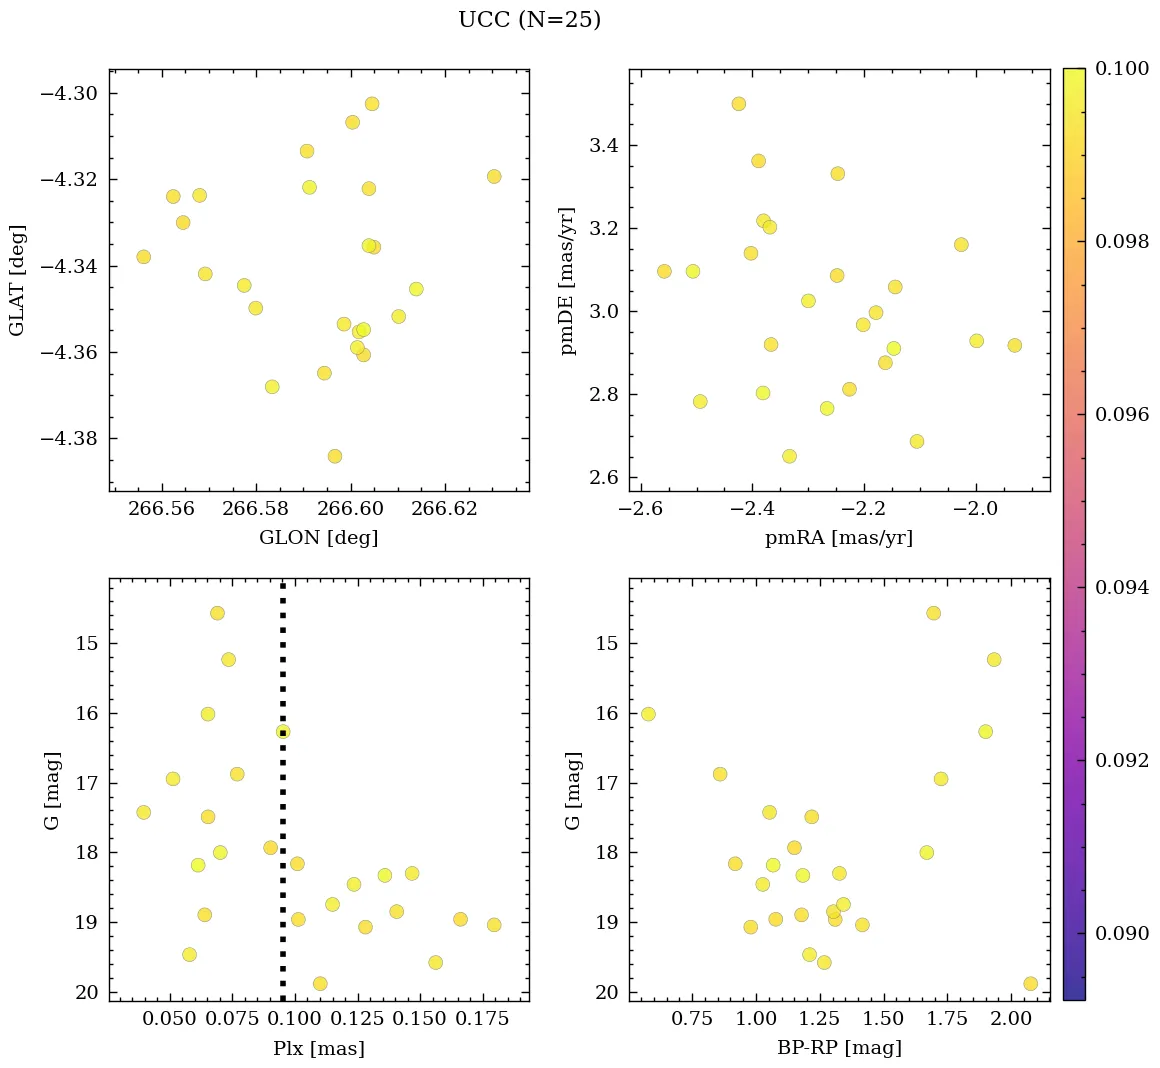 UCC (N=25)
−4.30
−4.32
−4.34
−4.36
−4.38
GLAT [deg]
266.56 266.58 266.60 266.62
GLON [deg]
3.4
3.2
3.0
2.8
2.6
pmDE [mas/yr]
−2.6 −2.4 −2.2 −2.0
pmRA [mas/yr]
0.100
0.098
0.096
0.094
0.092
0.090
15
16
17
18
19
20
G [mag]
0.050 0.075 0.100 0.125 0.150 0.175
Plx [mas]
15
16
17
18
19
20
G [mag]
0.75 1.00 1.25 1.50 1.75 2.00
BP-RP [mag]